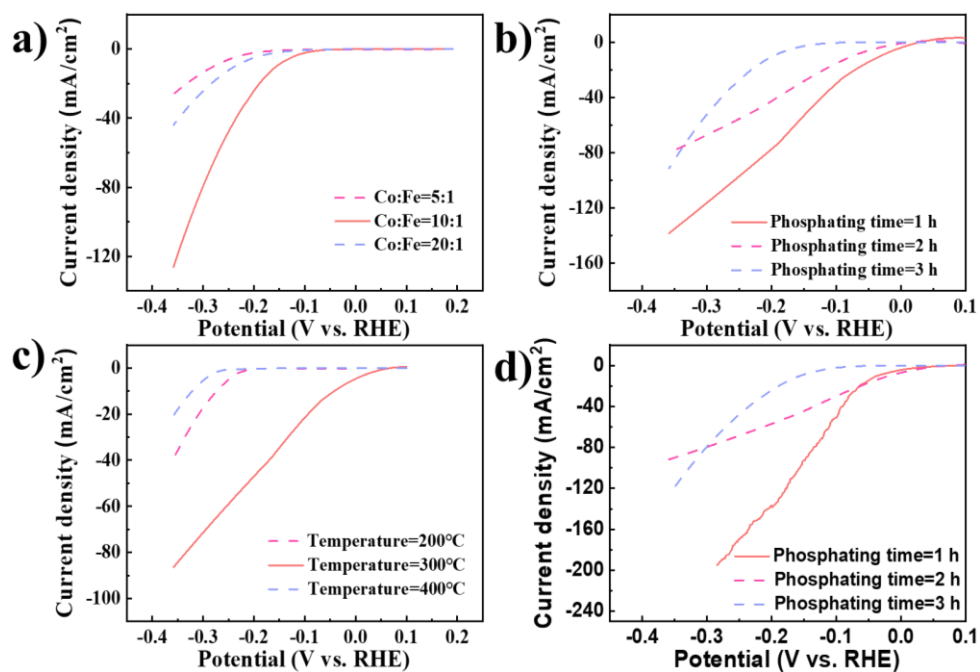 a)
Current density (mA/cm²)
0
-40
-80
-120
Co:Fe=5:1
Co:Fe=10:1
Co:Fe=20:1
-0.4 -0.3 -0.2 -0.1 0.0 0.1 0.2
Potential (V vs. RHE)
b)
Current density (mA/cm²)
0
-40
-80
-120
-160
Phosphating time=1 h
Phosphating time=2 h
Phosphating time=3 h
-0.4 -0.3 -0.2 -0.1 0.0 0.1
Potential (V vs. RHE)
c)
Current density (mA/cm²)
0
-20
-40
-60
-80
-100
Temperature=200°C
Temperature=300°C
Temperature=400°C
-0.4 -0.3 -0.2 -0.1 0.0 0.1 0.2
Potential (V vs. RHE)
d)
Current density (mA/cm²)
0
-40
-80
-120
-160
-200
-240
Phosphating time=1 h
Phosphating time=2 h
Phosphating time=3 h
-0.4 -0.3 -0.2 -0.1 0.0 0.1
Potential (V vs. RHE)